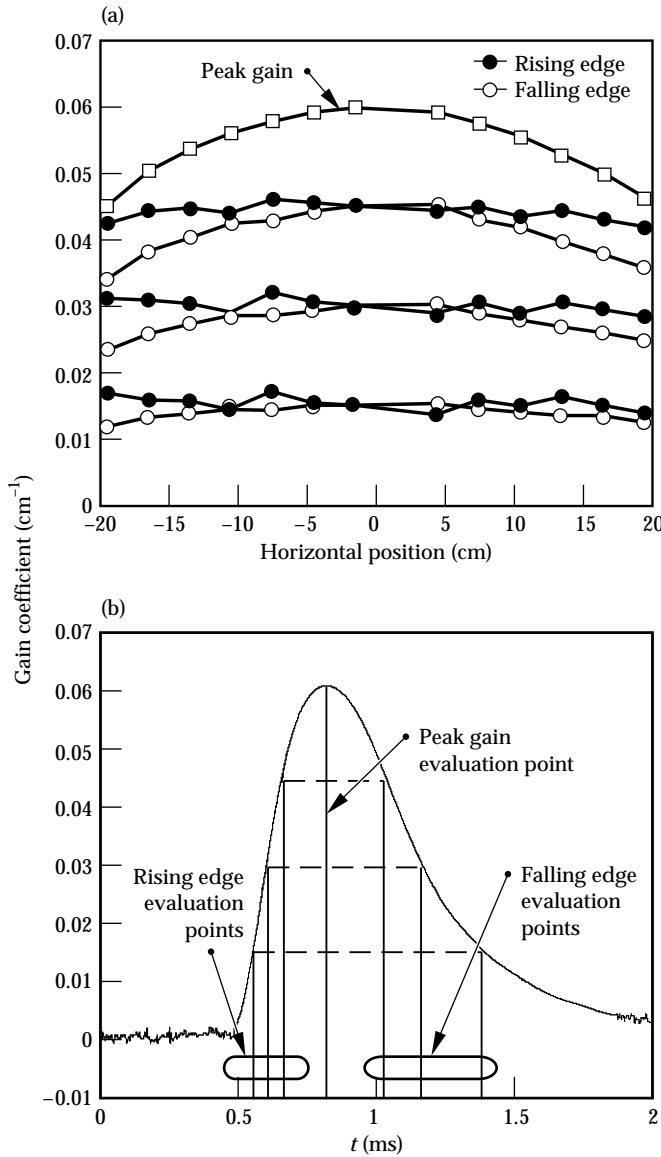 (a)
0.07
0.06
0.05
0.04
0.03
0.02
0.01
0
Peak gain
Rising edge
Falling edge
–20 –15 –10 –5 0 5 10 15 20
Horizontal position (cm)
Gain coefficient (cm–1)
(b)
0.07
0.06
0.05
0.04
0.03
0.02
0.01
0
–0.01
Peak gain
evaluation point
Rising edge
evaluation
points
Falling edge
evaluation
points
0 0.5 1 1.5 2
t (ms)